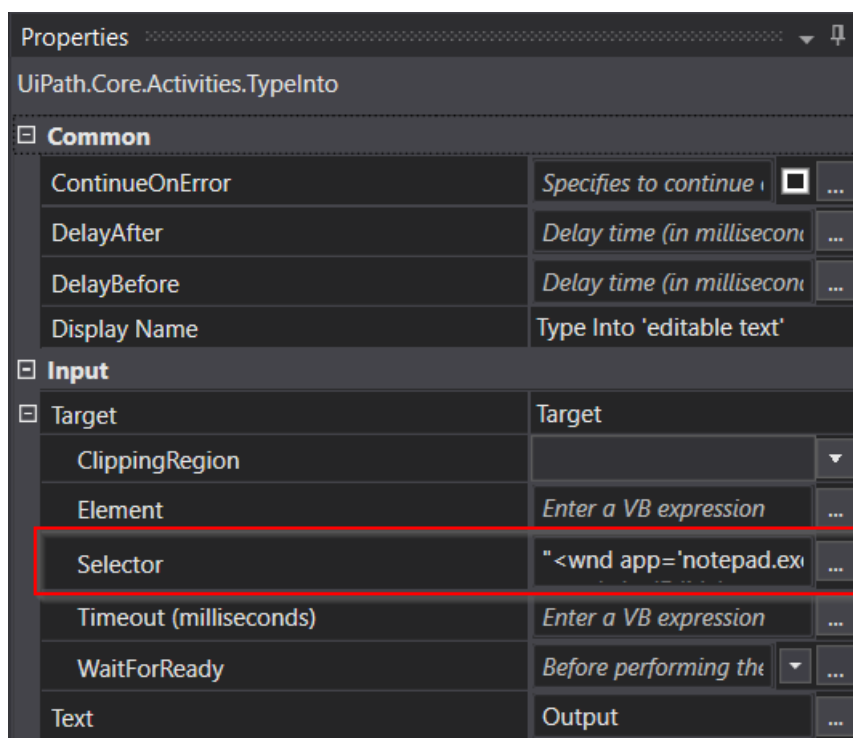 Properties
UiPath.Core.Activities.TypeInto
Common
ContinueOnError Specifies to continue ...
DelayAfter Delay time (in ...
DelayBefore Delay time (in ...
Display Name Type Into 'editable text'
Input
Target Target
ClippingRegion
Element Enter a VB expression ...
Selector "<wnd app='notepad.ex ...
Timeout (milliseconds) Enter a VB expression ...
WaitForReady Before performing the ...
Text Output ...